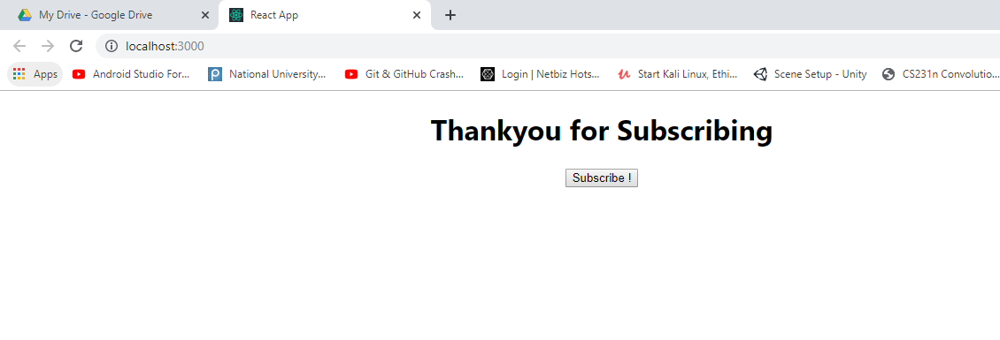 My Drive - Google Drive React App
localhost:3000
Apps Android Studio For... National University... Git & GitHub Crash... Login | Netbiz Hots... Start Kali Linux, Ethi... Scene Setup - Unity CS231n Convolutio...
Thankyou for Subscribing
Subscribe !